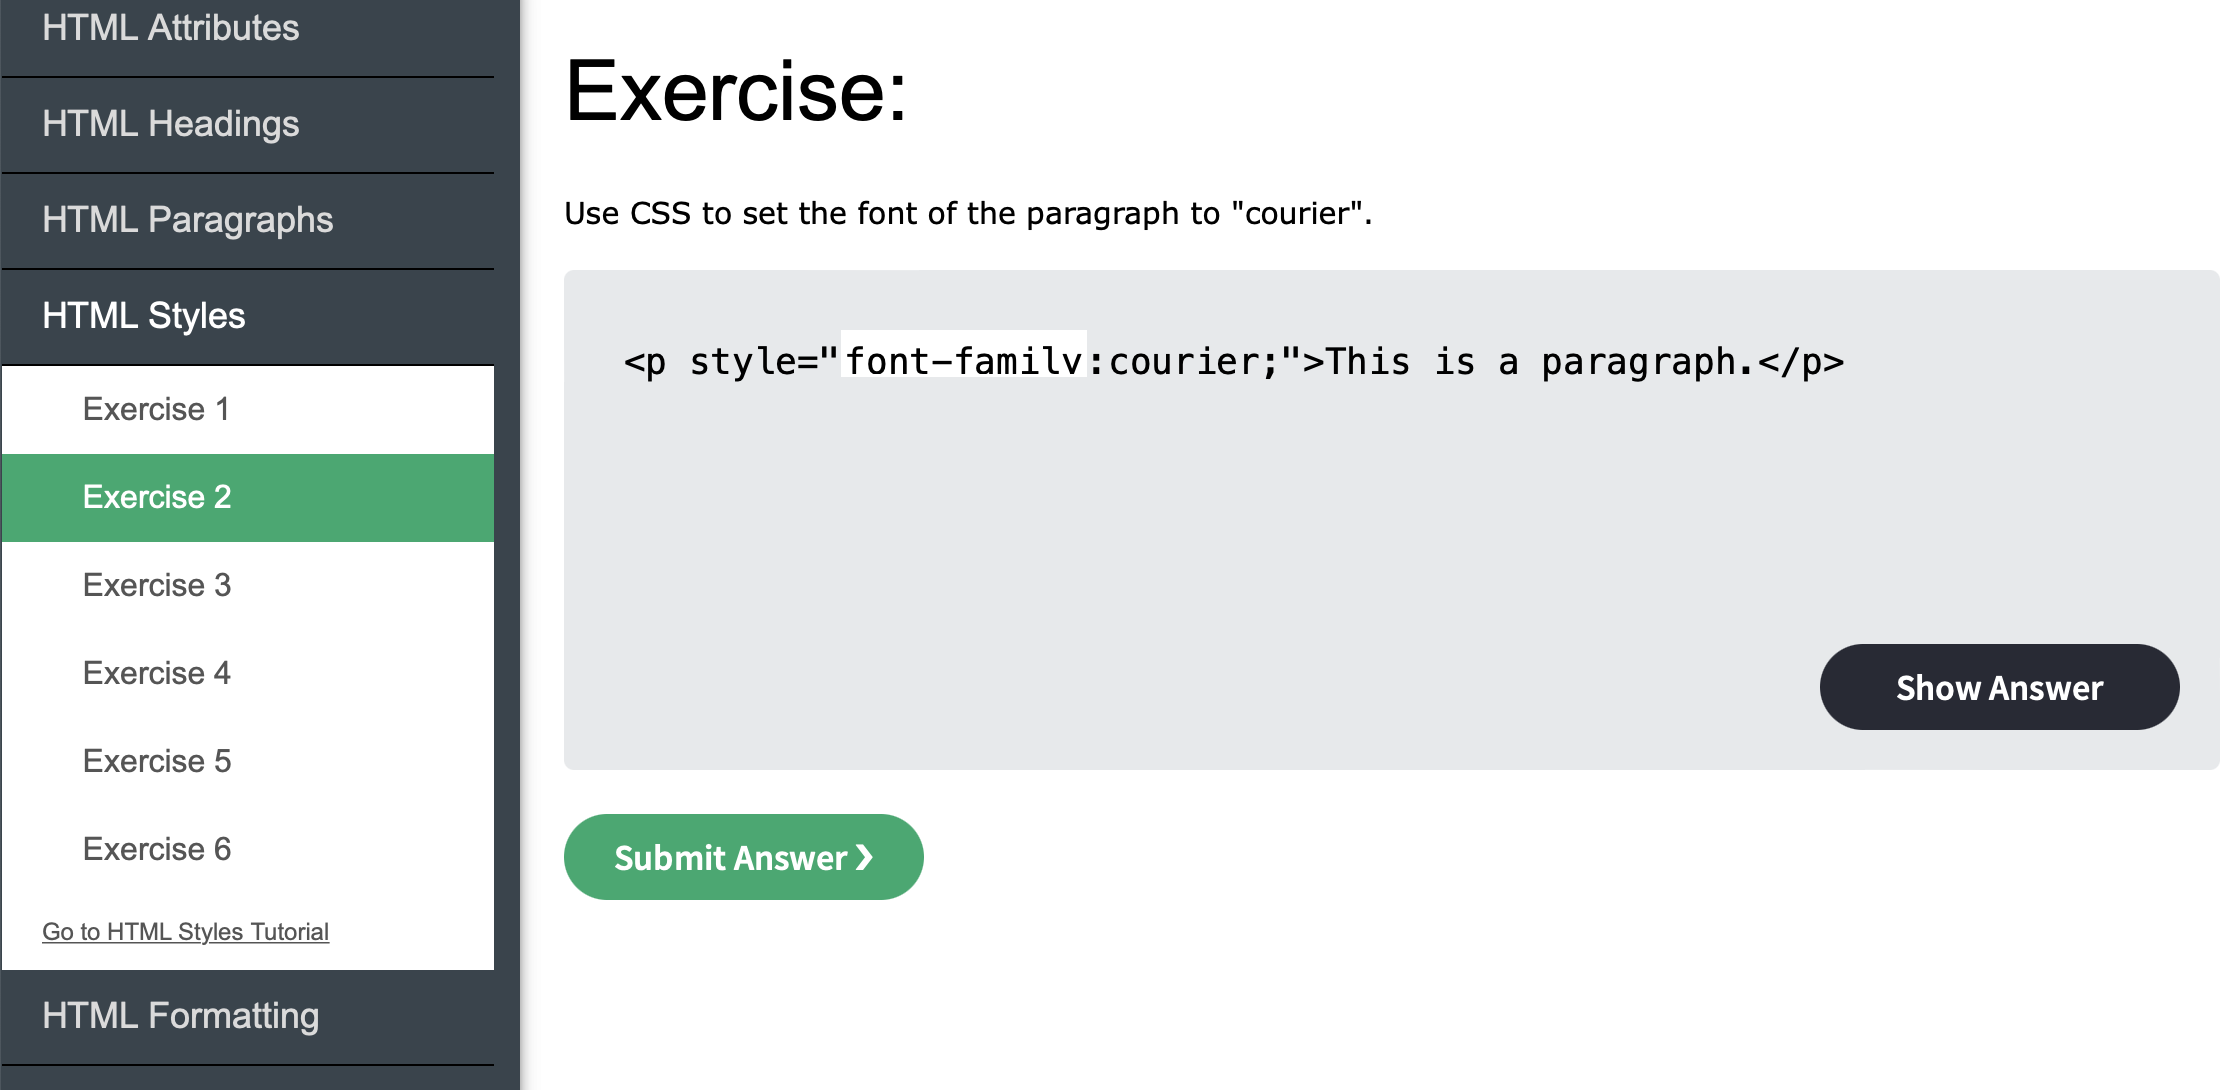 HTML Attributes
HTML Headings
HTML Paragraphs
HTML Styles
Exercise 1
Exercise 2
Exercise 3
Exercise 4
Exercise 5
Exercise 6
Go to HTML Styles Tutorial
HTML Formatting
Exercise:
Use CSS to set the font of the paragraph to "courier".
<p style="font-family:courier;">This is a paragraph.</p>
Show Answer
Submit Answer ❯